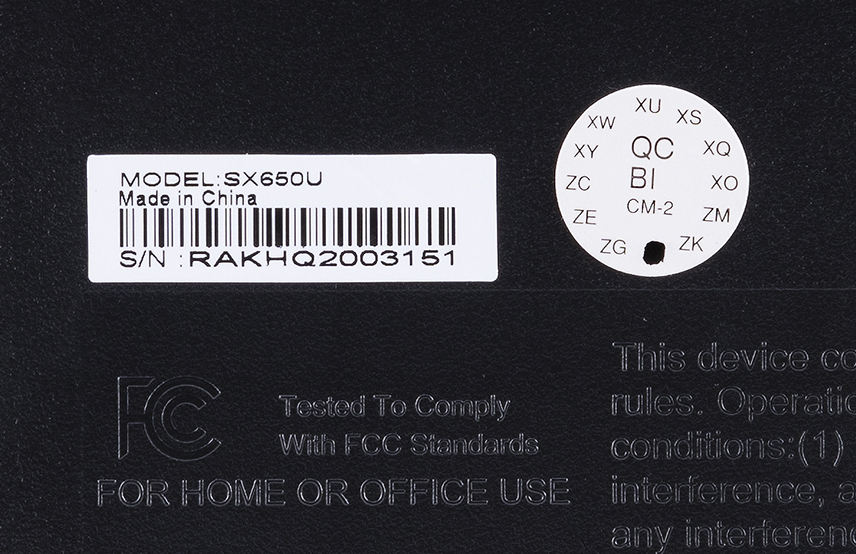 MODEL:SX650U
Made in China
S/N :RAKHQ2003151
XU
XS
XW
XQ
XY
QC
BI
CM-2
XO
ZC
ZM
ZE
ZK
ZG
FC
Tested To Comply
With FCC Standards
FOR HOME OR OFFICE USE
This device co
rules. Operatio
conditions:(1)
interference, a
any interferenc